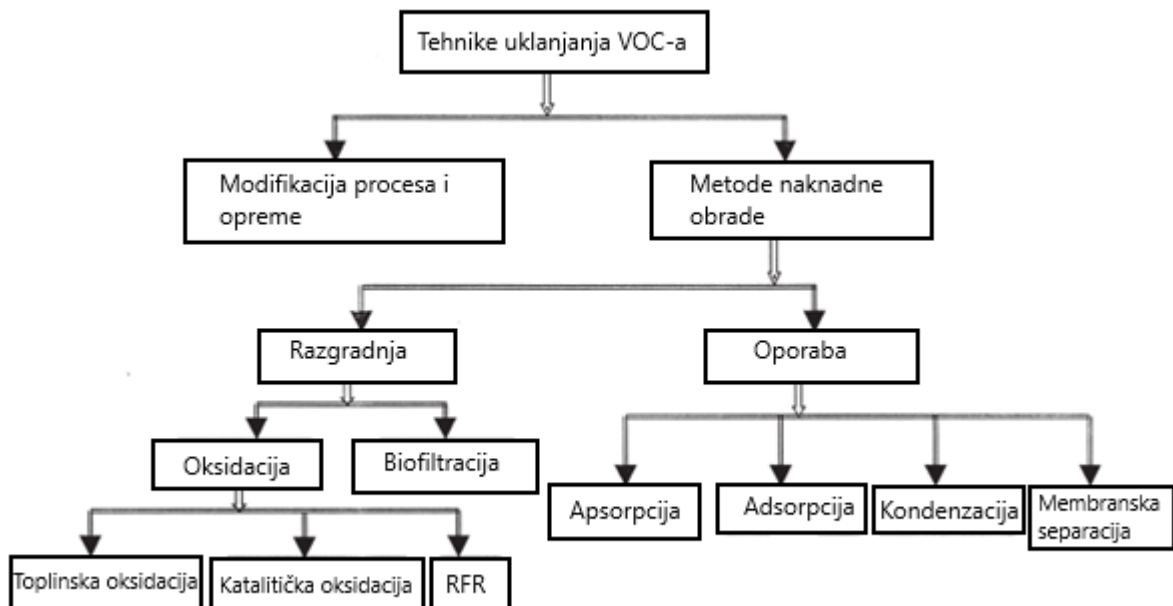 Tehnike uklanjanja VOC-a
Modifikacija procesa i
opreme
Metode naknadne
obrade
Razgradnja
Oporaba
Oksidacija
Biofiltracija
Apsorpcija
Adsorpcija
Kondenzacija
Membranska
separacija
Toplinska oksidacija
Katalitička oksidacija
RFR